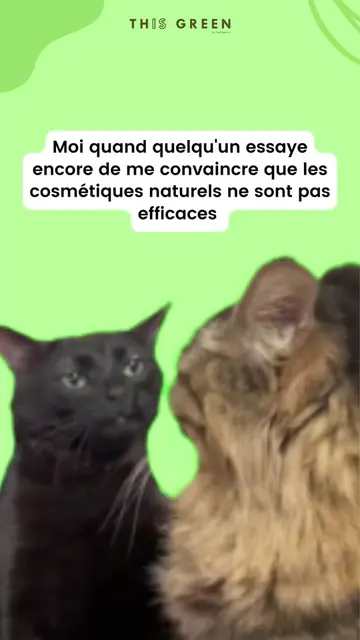 THIS GREEN
Moi quand quelqu'un essaye
encore de me convaincre que les
cosmétiques naturels ne sont pas
efficaces